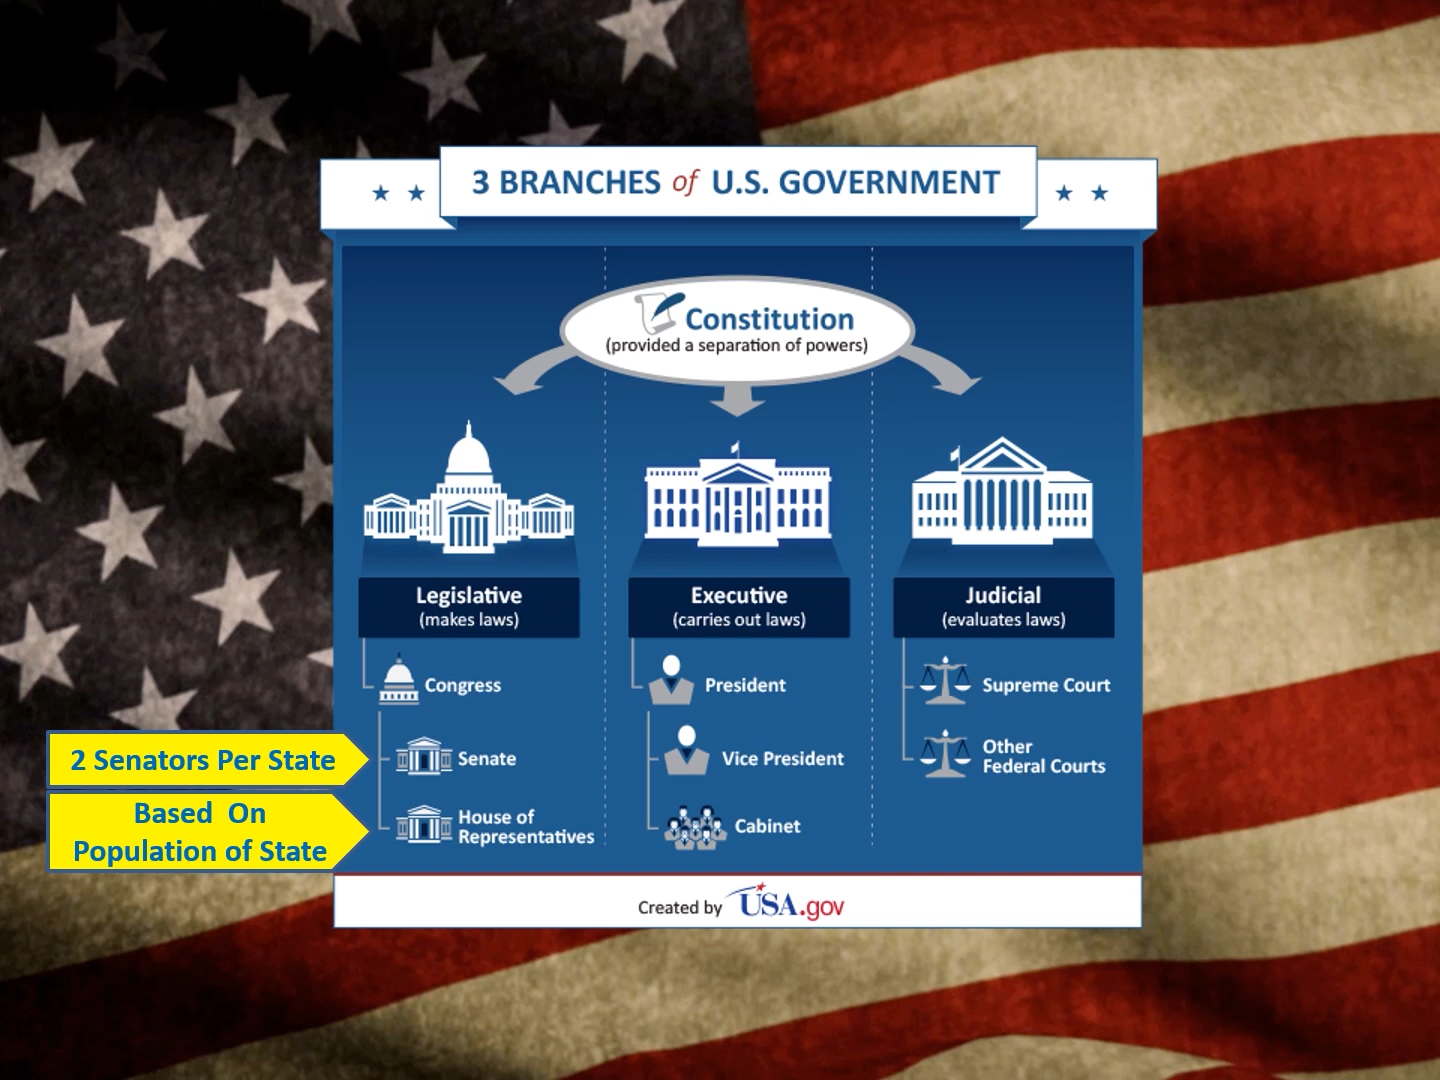 3 BRANCHES of U.S. GOVERNMENT
Constitution
(provided a separation of powers)
Legislative
(makes laws)
Congress
Senate
House of
Representatives
Executive
(carries out laws)
President
Vice President
Cabinet
Judicial
(evaluates laws)
Supreme Court
Other
Federal Courts
2 Senators Per State
Based On
Population of State
Created by USA.gov